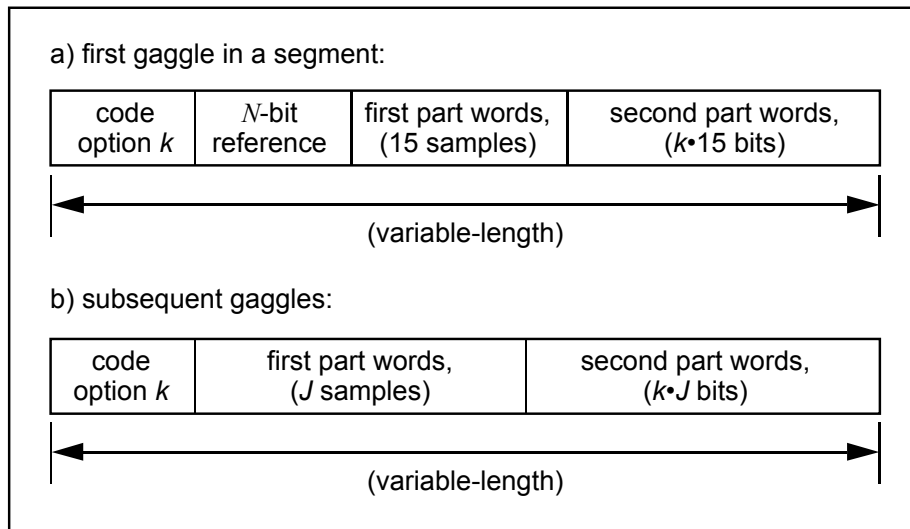 a) first gaggle in a segment:
code
option k
N-bit
reference
first part words,
(15 samples)
second part words,
(k•15 bits)
(variable-length)
b) subsequent gaggles:
code
option k
first part words,
(J samples)
second part words,
(k•J bits)
(variable-length)